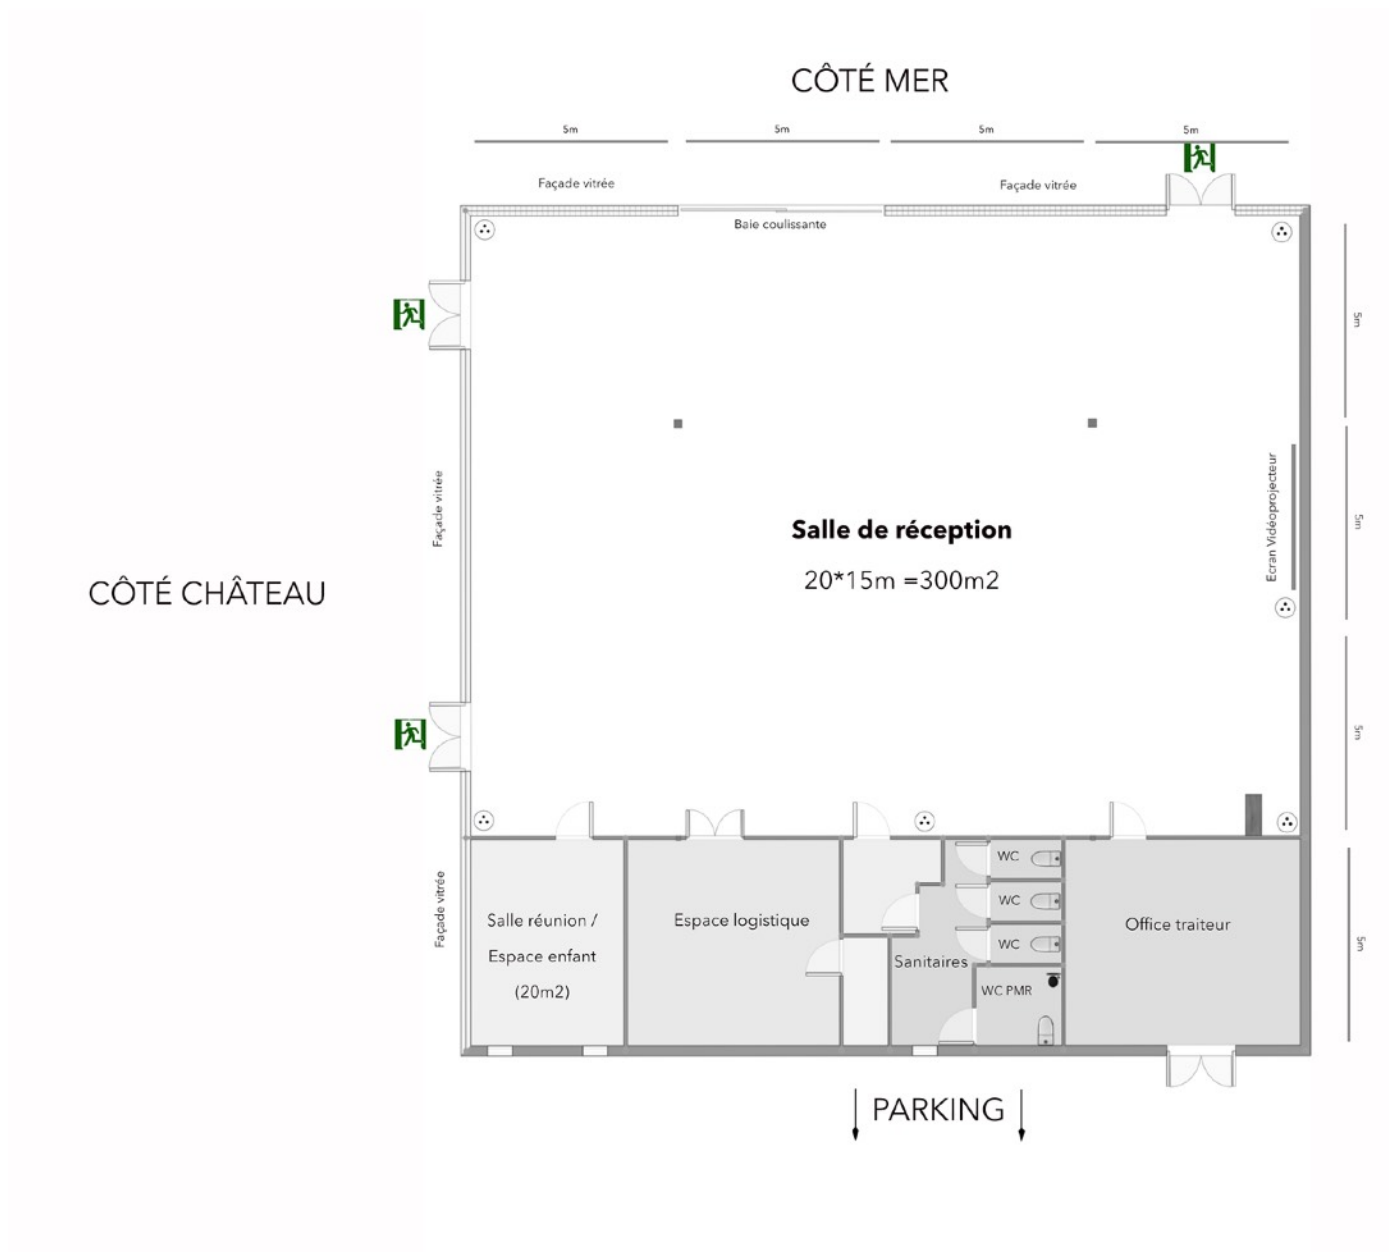 CÔTÉ MER
5m
5m
5m
5m
Façade vitrée
Façade vitrée
Baie coulissante
5m
Façade vitrée
Ecran Vidéoprojecteur
5m
Salle de réception
20*15m =300m2
CÔTÉ CHÂTEAU
5m
Façade vitrée
Salle réunion /
Espace enfant
(20m2)
Espace logistique
WC
WC
WC
Sanitaires
WC PMR
Office traiteur
5m
PARKING